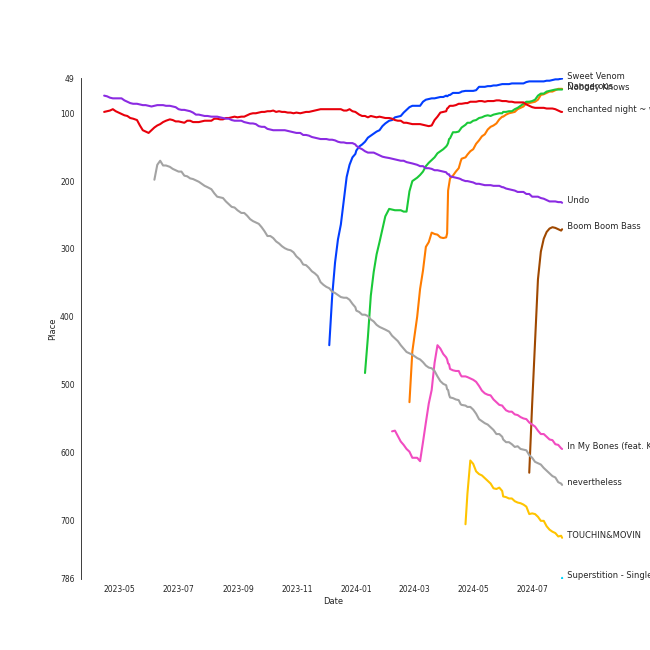 49
100
200
300
400
500
600
700
786
Place
2023-05
2023-07
2023-09
2023-11
2024-01
2024-03
2024-05
2024-07
Date
Sweet Venom
Dangerous
Nobody Knows
enchanted night ~
Undo
Boom Boom Bass
In My Bones (feat. K
nevertheless
TOUCHIN&MOVIN
Superstition - Single